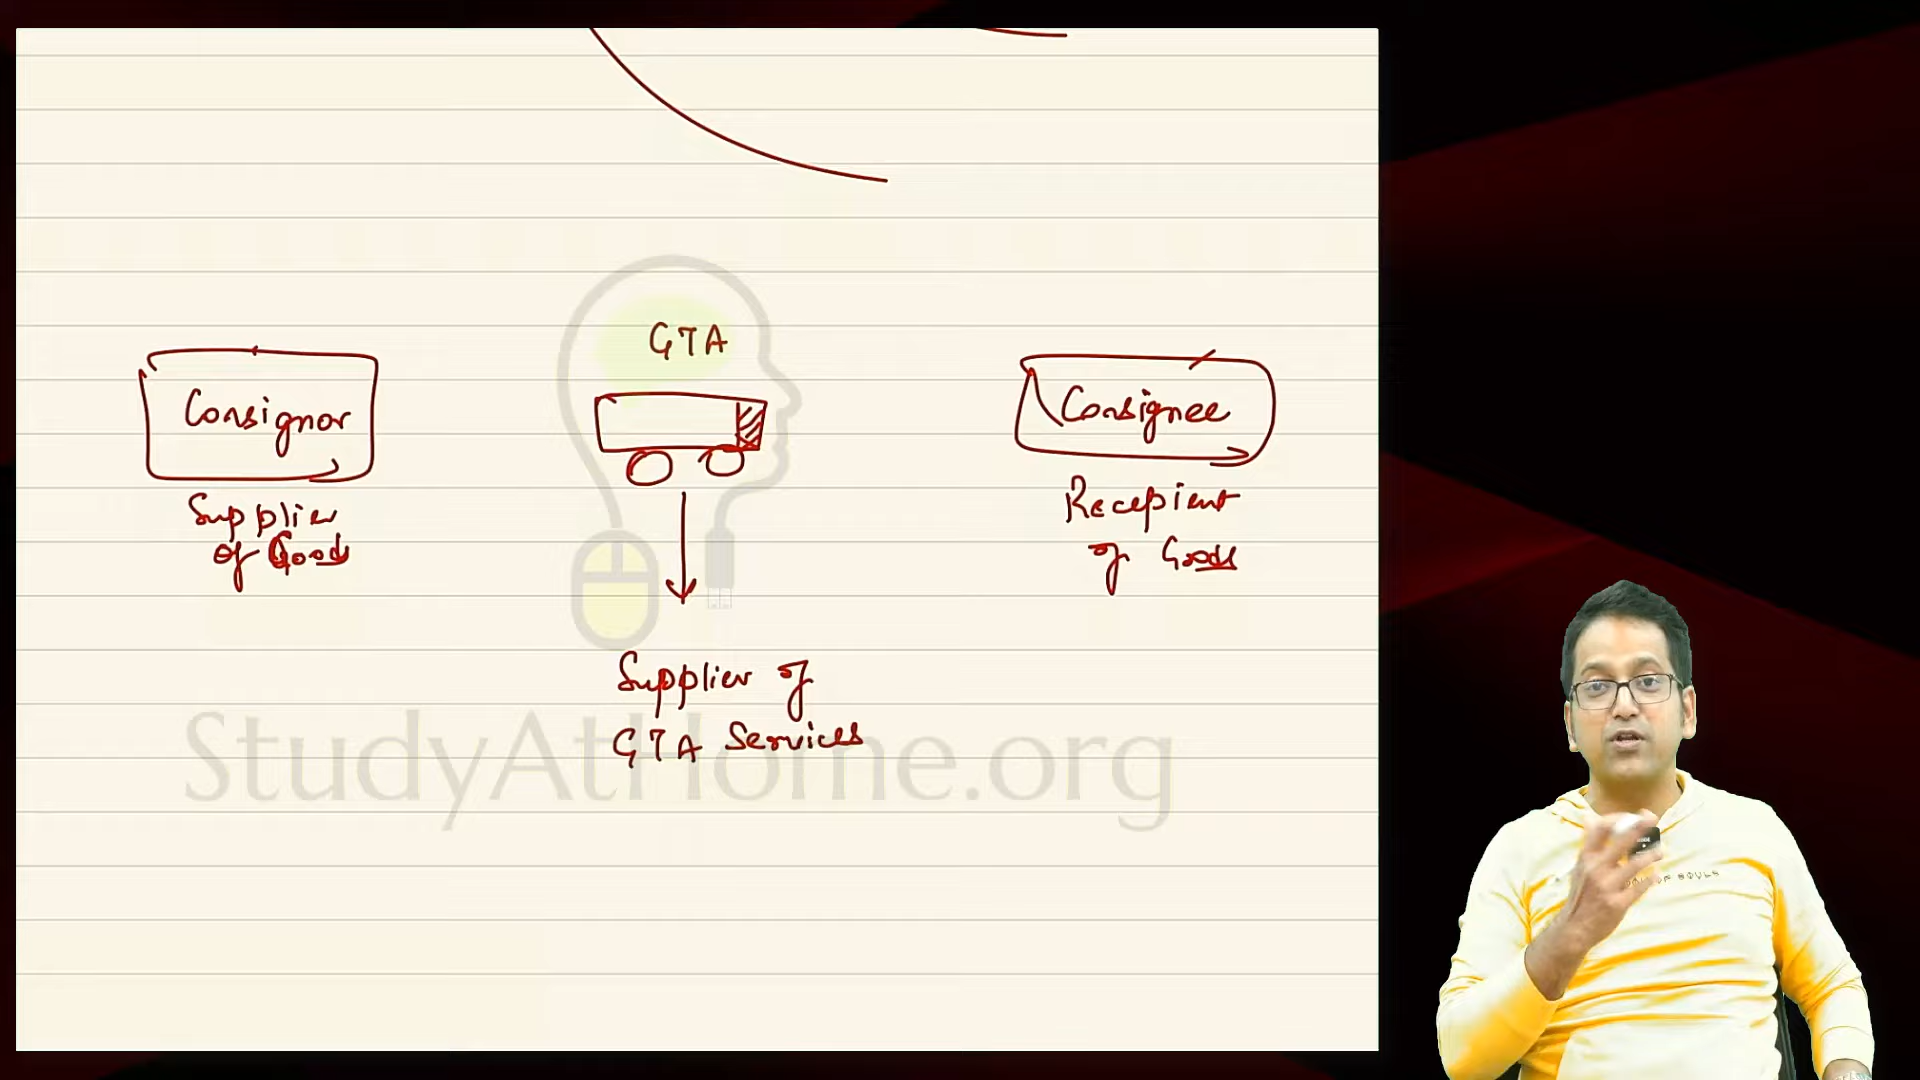 GTA
Consignor
Consignee
Supplier
of Goods
Recepient
of Goods
Supplier of
GTA Services
StudyAtHome.org